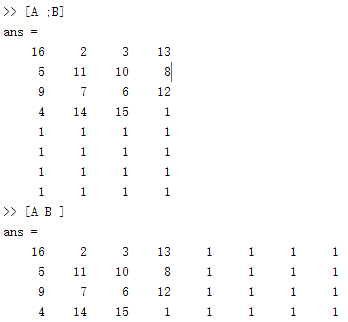 >> [A ;B]
ans =
16 2 3 13
5 11 10 8
9 7 6 12
4 14 15 1
1 1 1 1
1 1 1 1
1 1 1 1
1 1 1 1
>> [A B ]
ans =
16 2 3 13 1 1 1 1
5 11 10 8 1 1 1 1
9 7 6 12 1 1 1 1
4 14 15 1 1 1 1 1